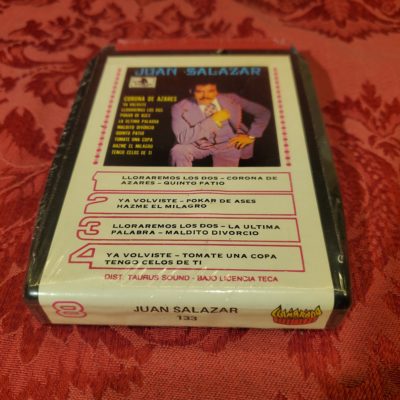 JUAN SALAZAR
CORONA DE AZARES
YA VOLVISTE
LLORAREMOS LOS DOS
POKAR DE ASES
LA ULTIMA PALABRA
MALDITO DIVORCIO
QUINTO PATIO
TOMATE UNA COPA
HAZME EL MILAGRO
TENGO CELOS DE TI
1 LLORAREMOS LOS DOS - CORONA DE
AZARES - QUINTO PATIO
2 YA VOLVISTE - POKAR DE ASES
HAZME EL MILAGRO
3 LLORAREMOS LOS DOS - LA ULTIMA
PALABRA - MALDITO DIVORCIO
4 YA VOLVISTE - TOMATE UNA COPA
TENGO CELOS DE TI
DIST. TAURUS SOUND - BAJO LICENCIA TECA
8 JUAN SALAZAR
133